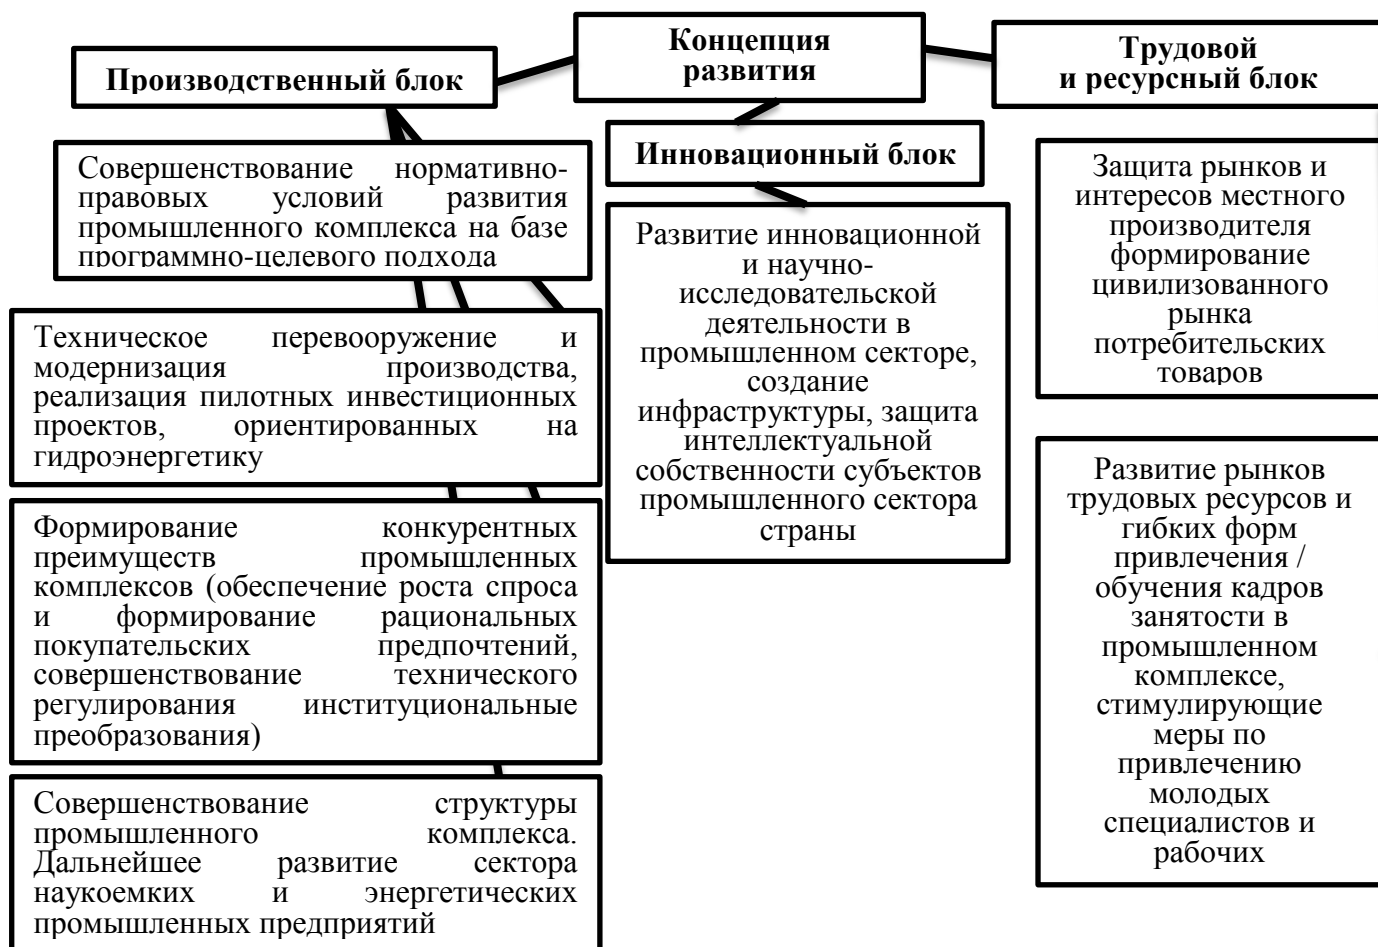 Концепция
развития
Производственный блок
Совершенствование нормативно-
правовых условий развития
промышленного комплекса на базе
программно-целевого подхода
Техническое перевооружение и
модернизация производства,
реализация пилотных инвестиционных
проектов, ориентированных на
гидроэнергетику
Формирование конкурентных
преимуществ промышленных
комплексов (обеспечение роста спроса
и формирование рациональных
покупательских предпочтений,
совершенствование технического
регулирования институциональные
преобразования)
Совершенствование структуры
промышленного комплекса.
Дальнейшее развитие сектора
наукоемких и энергетических
промышленных предприятий
Инновационный блок
Развитие инновационной
и научно-
исследовательской
деятельности в
промышленном секторе,
создание
инфраструктуры, защита
интеллектуальной
собственности субъектов
промышленного сектора
страны
Трудовой
и ресурсный блок
Защита рынков и
интересов местного
производителя
формирование
цивилизованного
рынка
потребительских
товаров
Развитие рынков
трудовых ресурсов и
гибких форм
привлечения /
обучения кадров
занятости в
промышленном
комплексе,
стимулирующие
меры по
привлечению
молодых
специалистов и
рабочих